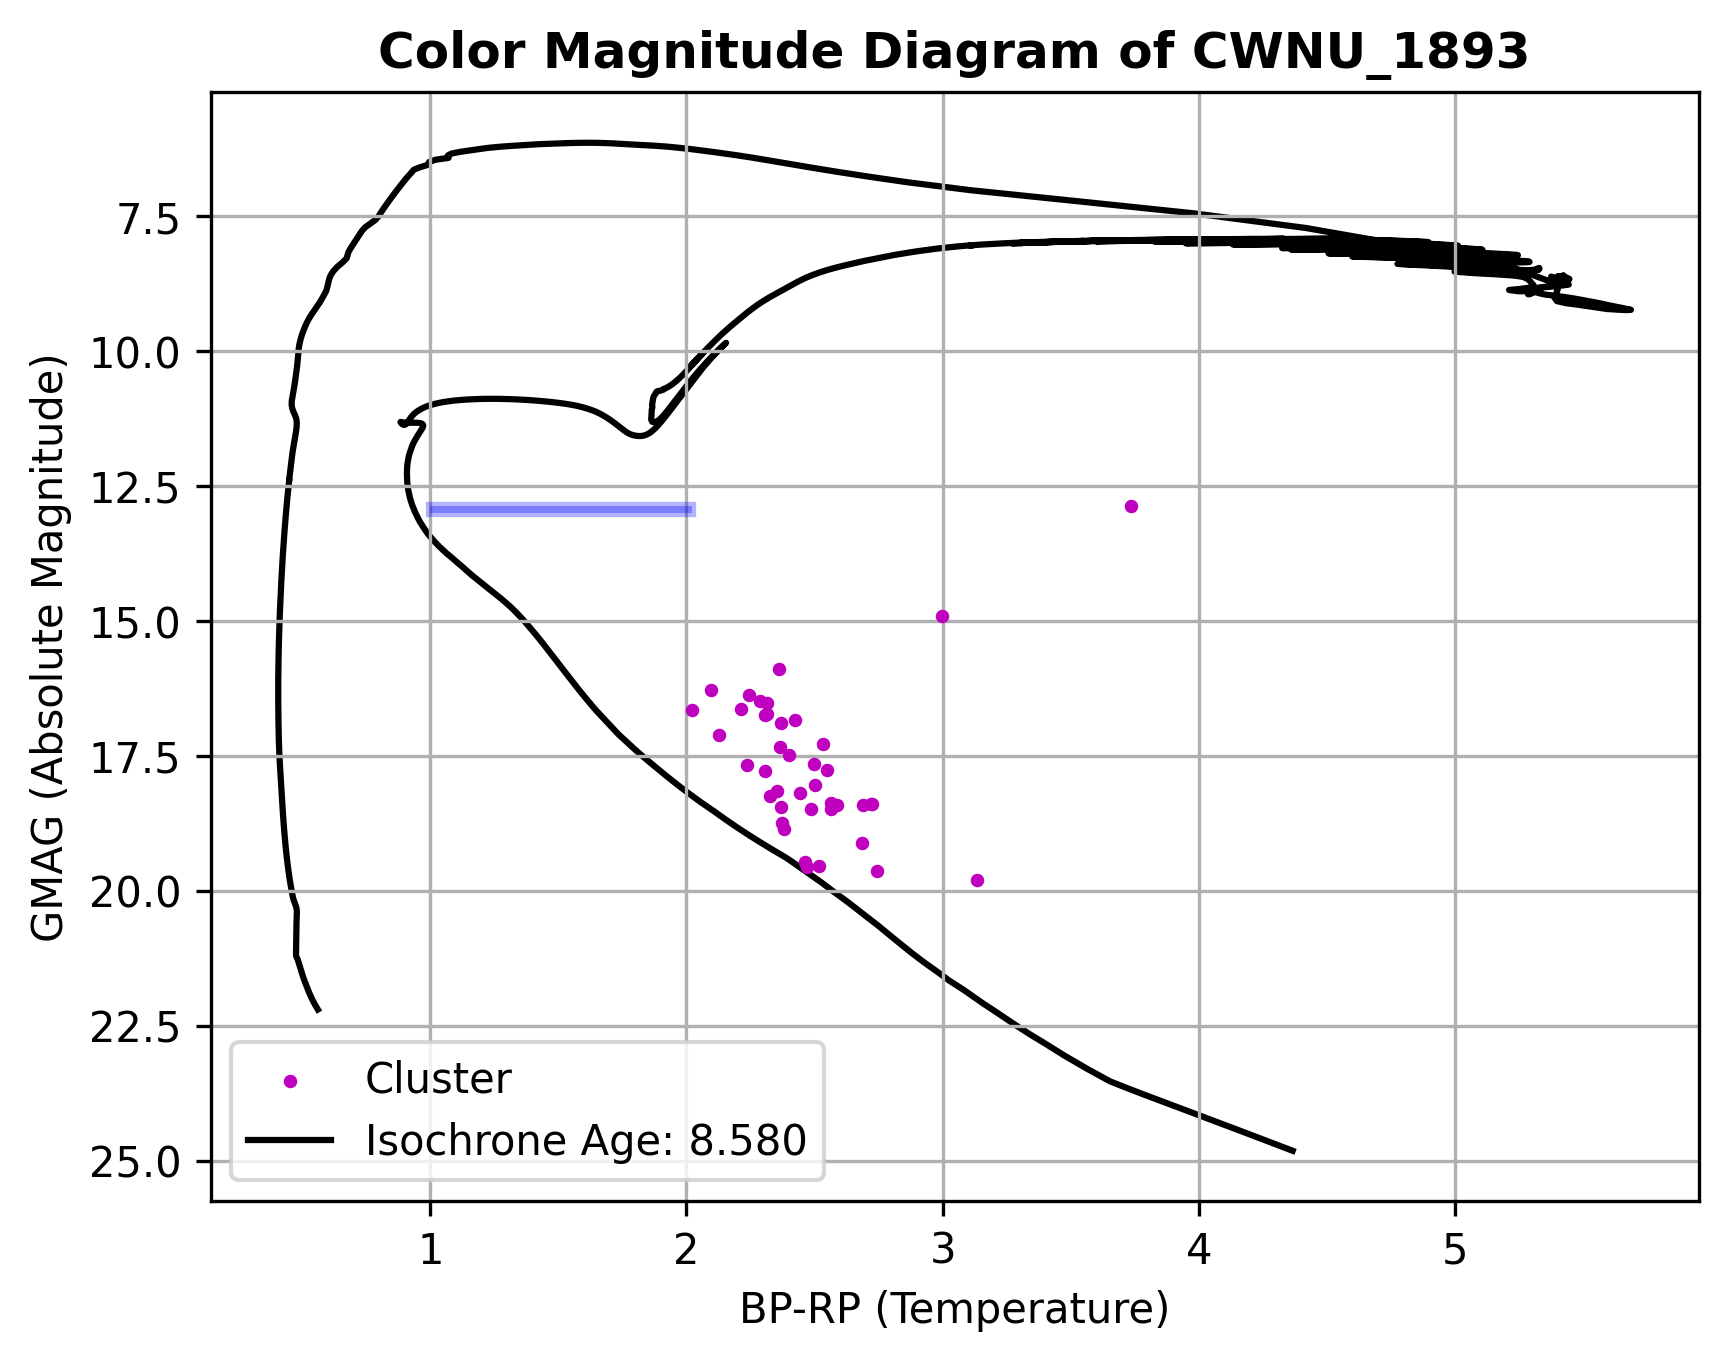 Color Magnitude Diagram of CWNU_1893
GMAG (Absolute Magnitude)
7.5
10.0
12.5
15.0
17.5
20.0
22.5
25.0
Cluster
Isochrone Age: 8.580
1 2 3 4 5
BP-RP (Temperature)